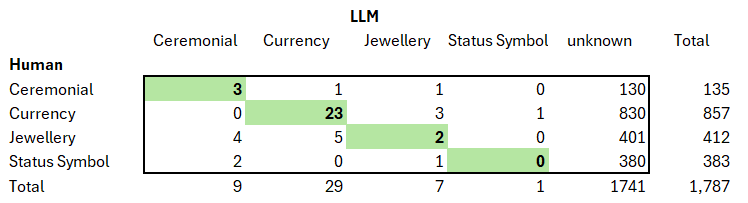 LLM
Ceremonial Currency Jewellery Status Symbol unknown Total
Human
Ceremonial 3 1 1 0 130 135
Currency 0 23 3 1 830 857
Jewellery 4 5 2 0 401 412
Status Symbol 2 0 1 0 380 383
Total 9 29 7 1 1741 1,787